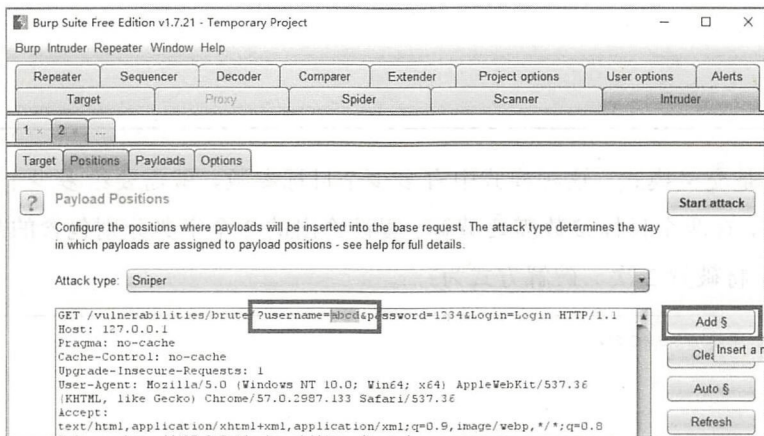 Burp Suite Free Edition v1.7.21 - Temporary Project
Burp Intruder Repeater Window Help
Repeater Sequencer Decoder Comparer Extender Project options User options Alerts
Target Proxy Spider Scanner Intruder
1 × 2 × ...
Target Positions Payloads Options
? Payload Positions
Start attack
Configure the positions where payloads will be inserted into the base request. The attack type determines the way
in which payloads are assigned to payload positions - see help for full details.
Attack type: Sniper
GET /vulnerabilities/brute/?username=abcd&password=1234&Login=Login HTTP/1.1
Host: 127.0.0.1
Pragma: no-cache
Cache-Control: no-cache
Upgrade-Insecure-Requests: 1
User-Agent: Mozilla/5.0 (Windows NT 10.0; Win64; x64) AppleWebKit/537.36
(KHTML, like Gecko) Chrome/57.0.2987.133 Safari/537.36
Accept:
text/html,application/xhtml+xml,application/xml;q=0.9,image/webp,*/*;q=0.8
Add §
Insert a
Auto §
Refresh